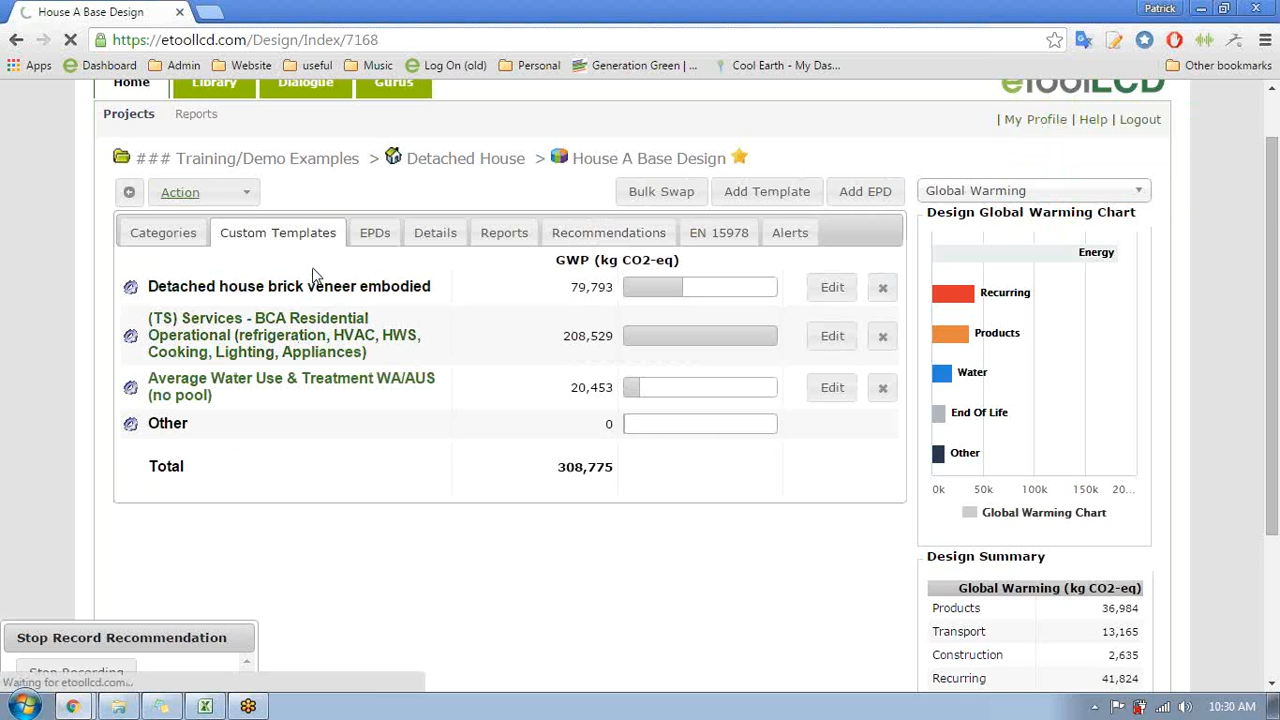 House A Base Design
Patrick
https://etoollcd.com/Design/Index/7168
Apps Dashboard Admin Website useful Music Log On (old) Personal Generation Green | ... Cool Earth - My Das... Other bookmarks
Home Library Dialogue Gurus
eToolLCD
Projects Reports
| My Profile | Help | Logout
### Training/Demo Examples > Detached House > House A Base Design
Action Bulk Swap Add Template Add EPD Global Warming
Categories Custom Templates EPDs Details Reports Recommendations EN 15978 Alerts
GWP (kg CO2-eq)
Detached house brick veneer embodied 79,793 Edit
(TS) Services - BCA Residential
Operational (refrigeration, HVAC, HWS,
Cooking, Lighting, Appliances)
208,529 Edit
Average Water Use & Treatment WA/AUS
(no pool)
20,453 Edit
Other 0
Total 308,775
Design Global Warming Chart
Energy
Recurring
Products
Water
End Of Life
Other
0k 50k 100k 150k 20...
Global Warming Chart
Design Summary
Global Warming (kg CO2-eq)
Products 36,984
Transport 13,165
Construction 2,635
Recurring 41,824
Stop Record Recommendation
Stop Recording
Waiting for etoollcd.com...
10:30 AM